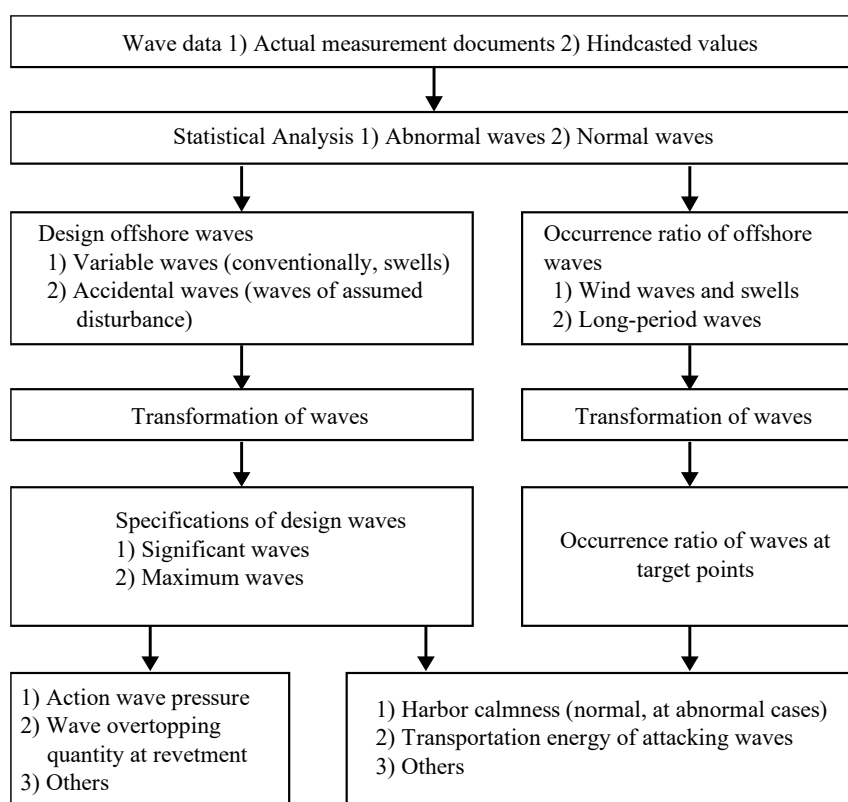 Wave data 1) Actual measurement documents 2) Hindcasted values
Statistical Analysis 1) Abnormal waves 2) Normal waves
Design offshore waves
1) Variable waves (conventionally, swells)
2) Accidental waves (waves of assumed
disturbance)
Occurrence ratio of offshore
waves
1) Wind waves and swells
2) Long-period waves
Transformation of waves
Transformation of waves
Specifications of design waves
1) Significant waves
2) Maximum waves
Occurrence ratio of waves at
target points
1) Action wave pressure
2) Wave overtopping
quantity at revetment
3) Others
1) Harbor calmness (normal, at abnormal cases)
2) Transportation energy of attacking waves
3) Others